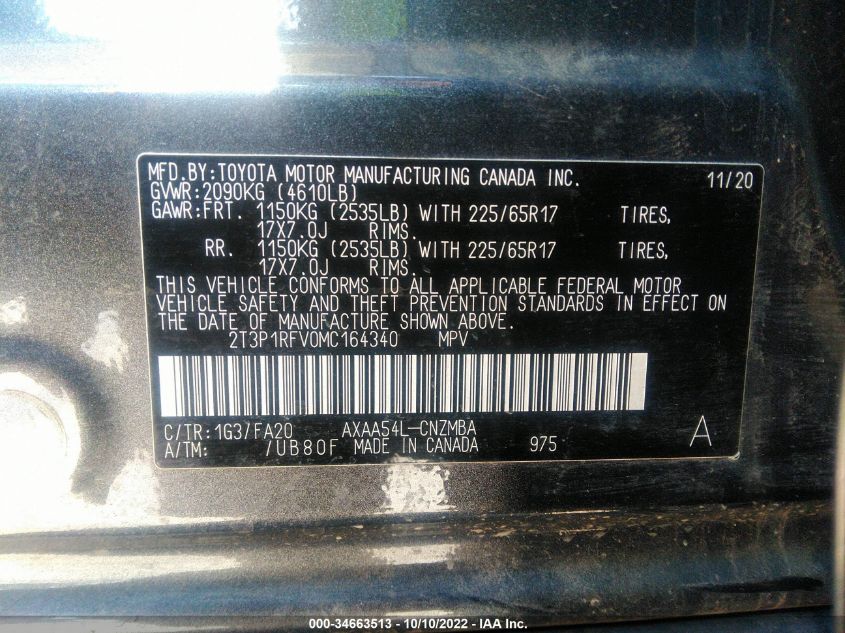 MFD.BY:TOYOTA MOTOR MANUFACTURING CANADA INC. 11/20
GVWR:2090KG (4610LB)
GAWR:FRT. 1150KG (2535LB) WITH 225/65R17 TIRES,
17X7.0J RIMS.
RR. 1150KG (2535LB) WITH 225/65R17 TIRES,
17X7.0J RIMS.
THIS VEHICLE CONFORMS TO ALL APPLICABLE FEDERAL MOTOR
VEHICLE SAFETY AND THEFT PREVENTION STANDARDS IN EFFECT ON
THE DATE OF MANUFACTURE SHOWN ABOVE.
2T3P1RFV0MC164340 MPV
C/TR:1G3/FA20 AXAA54L-CNZMBA
A/TM: /UB80F MADE IN CANADA 975 A
000-34663513 - 10/10/2022 - IAA Inc.